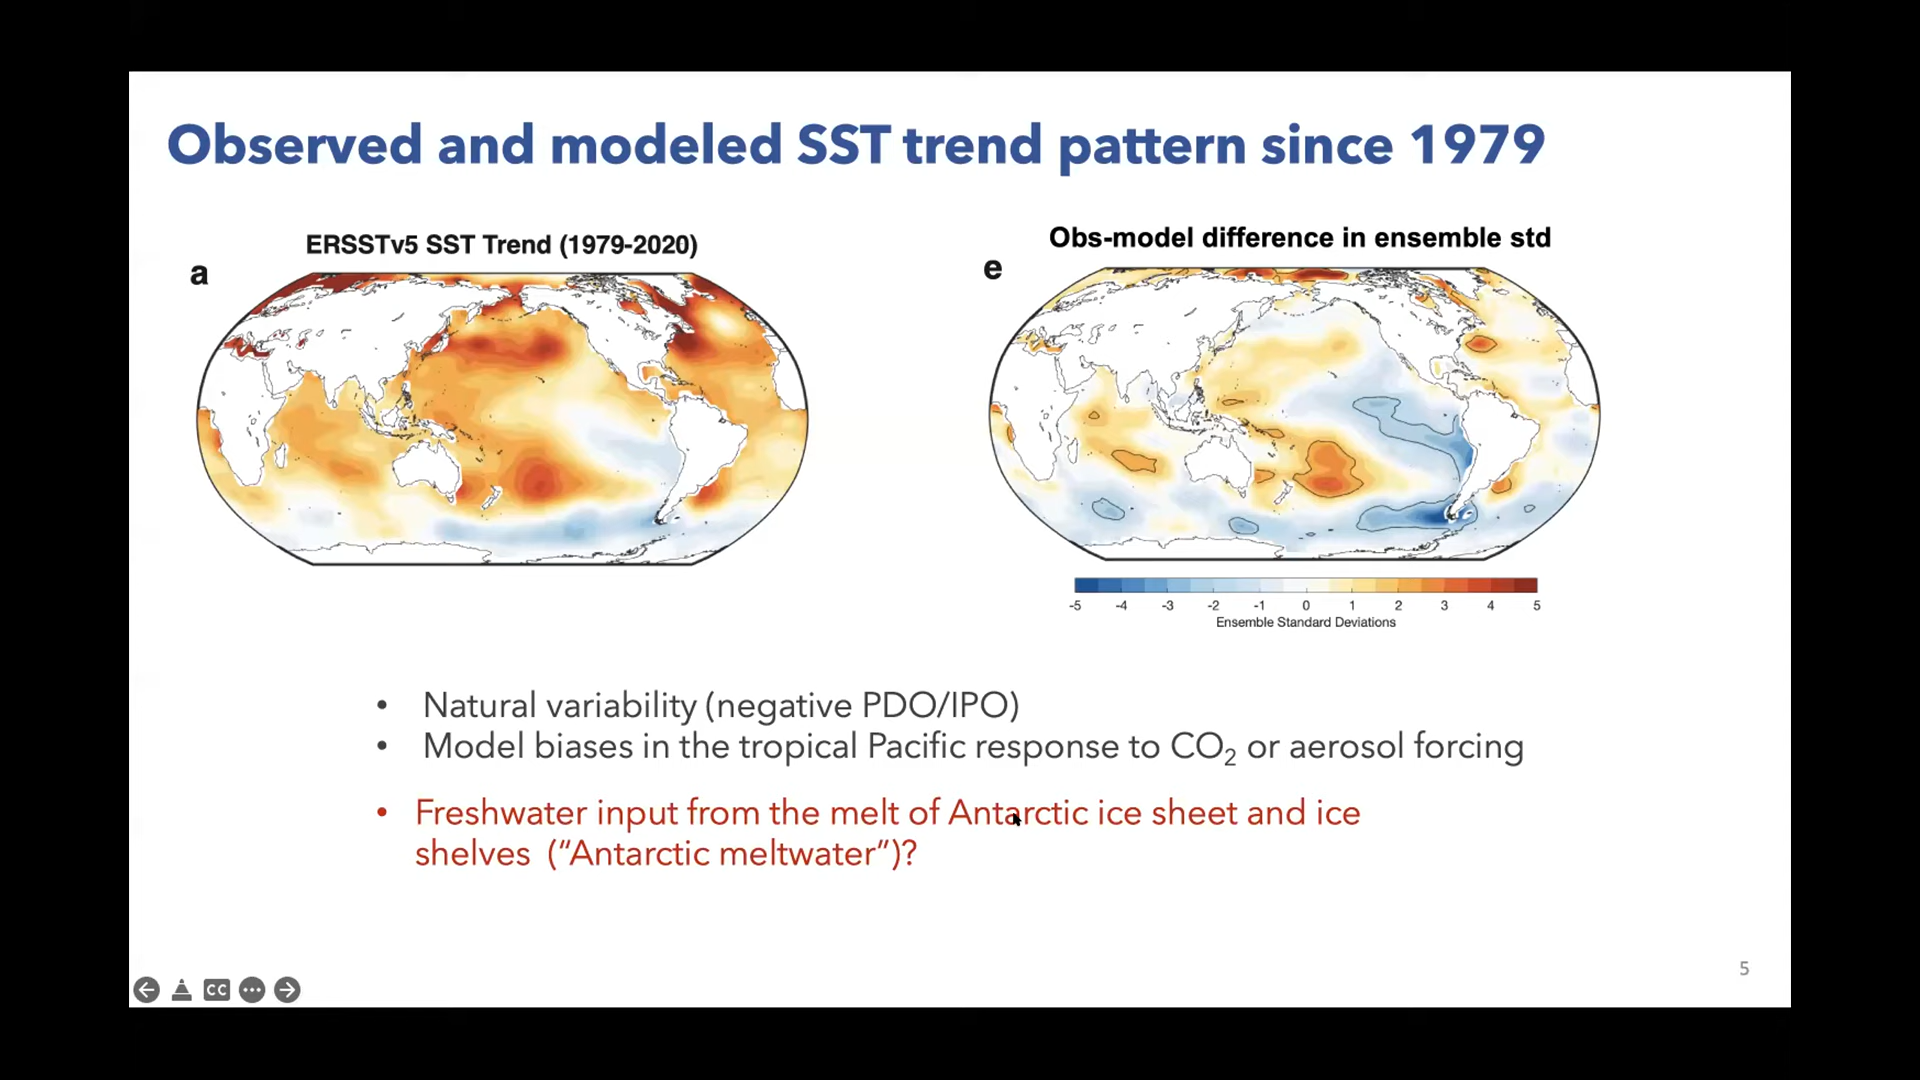 Observed and modeled SST trend pattern since 1979
ERSSTv5 SST Trend (1979-2020)
a
Obs-model difference in ensemble std
e
-5 -4 -3 -2 -1 0 1 2 3 4 5
Ensemble Standard Deviations
• Natural variability (negative PDO/IPO)
• Model biases in the tropical Pacific response to CO₂ or aerosol forcing
• Freshwater input from the melt of Antarctic ice sheet and ice
shelves (“Antarctic meltwater”)?
5
CC